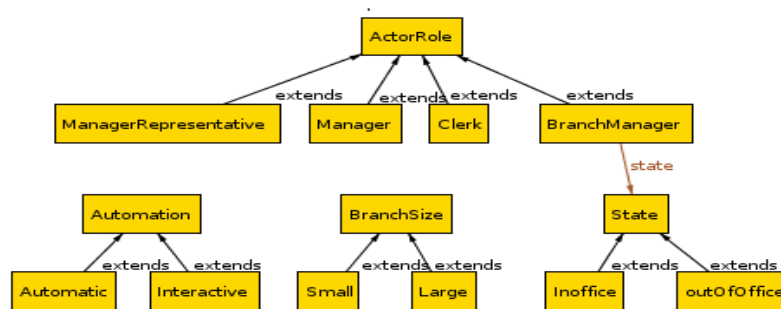 ActorRole
extends extends extends extends
ManagerRepresentative Manager Clerk BranchManager
state
Automation BranchSize State
extends extends extends extends extends extends
Automatic Interactive Small Large Inoffice outOfOffice